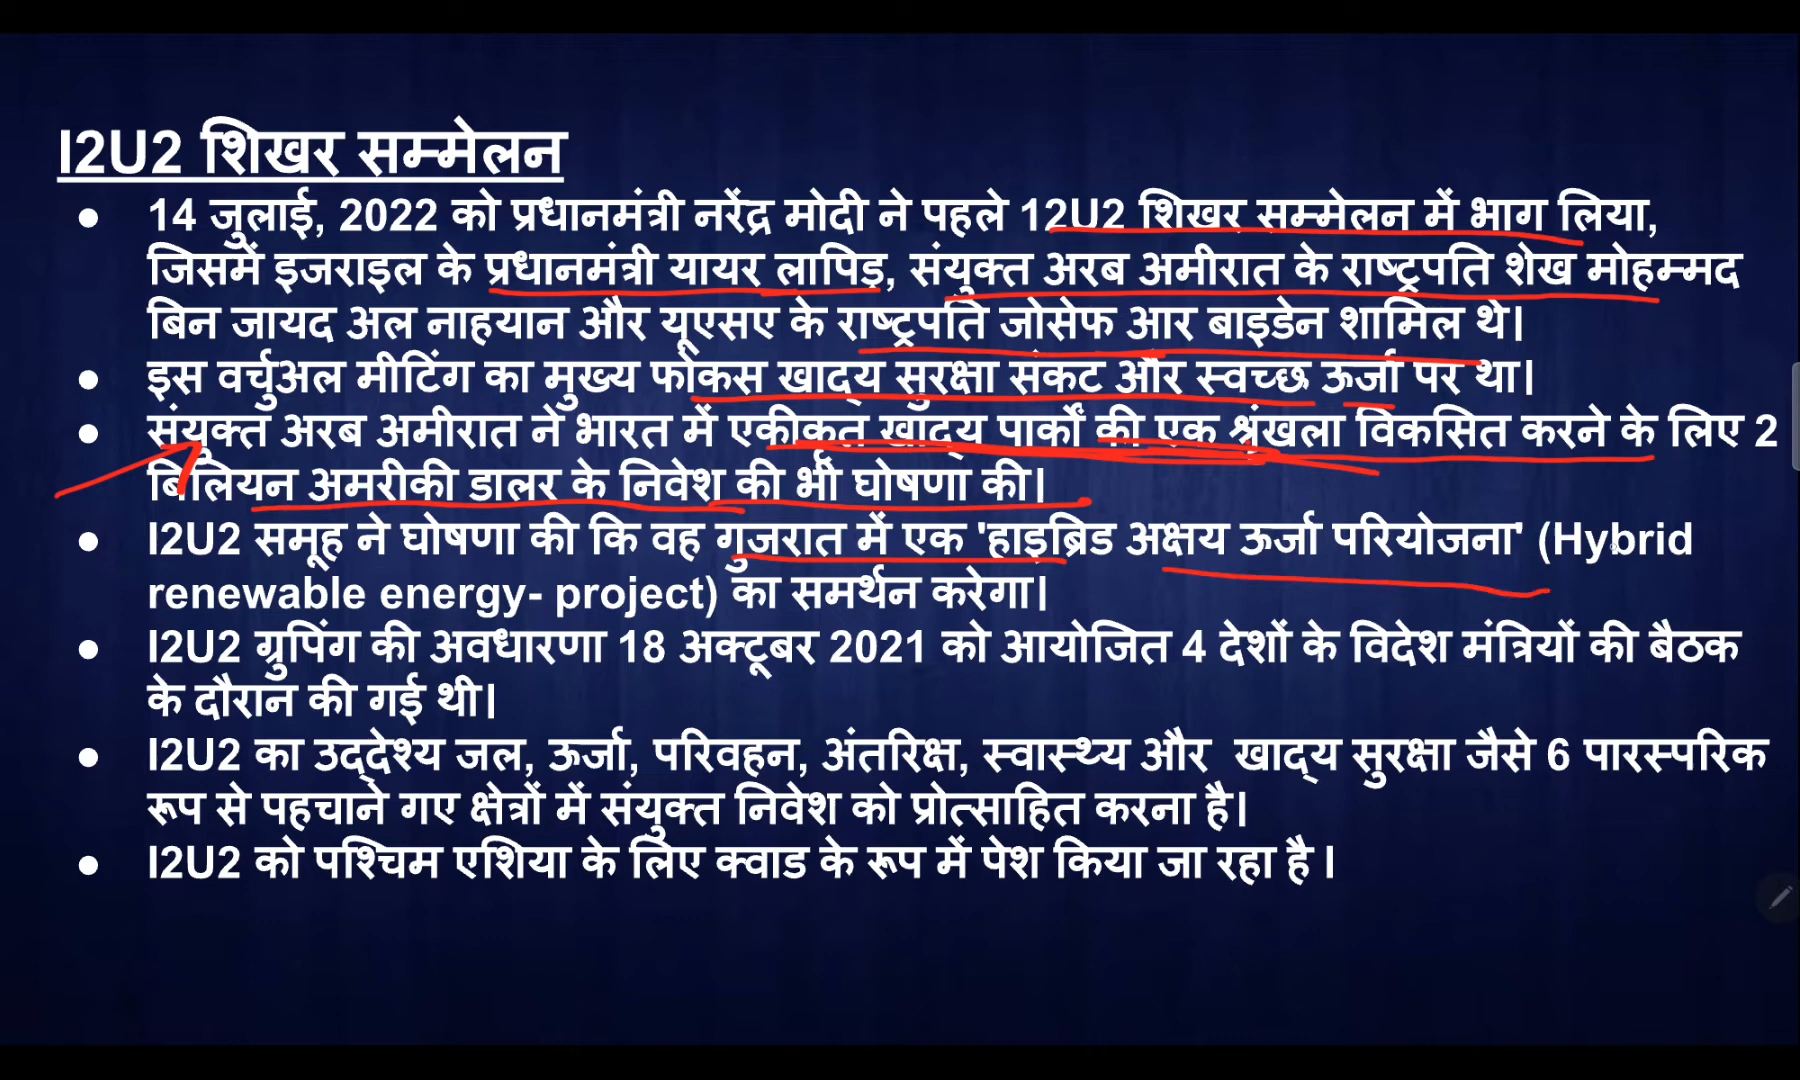 I2U2 शिखर सम्मेलन
● 14 जुलाई, 2022 को प्रधानमंत्री नरेंद्र मोदी ने पहले 12U2 शिखर सम्मेलन में भाग लिया,
जिसमें इजराइल के प्रधानमंत्री यायर लापिड़, संयुक्त अरब अमीरात के राष्ट्रपति शेख मोहम्मद
बिन जायद अल नाहयान और यूएसए के राष्ट्रपति जोसेफ आर बाइडेन शामिल थे|
● इस वर्चुअल मीटिंग का मुख्य फोकस खाद्य सुरक्षा संकट और स्वच्छ ऊर्जा पर था|
● संयुक्त अरब अमीरात ने भारत में एकीकृत खाद्य पार्कों की एक श्रृंखला विकसित करने के लिए 2
बिलियन अमरीकी डालर के निवेश की भी घोषणा की|
● I2U2 समूह ने घोषणा की कि वह गुजरात में एक 'हाइब्रिड अक्षय ऊर्जा परियोजना' (Hybrid
renewable energy- project) का समर्थन करेगा|
● I2U2 ग्रुपिंग की अवधारणा 18 अक्टूबर 2021 को आयोजित 4 देशों के विदेश मंत्रियों की बैठक
के दौरान की गई थी|
● I2U2 का उद्देश्य जल, ऊर्जा, परिवहन, अंतरिक्ष, स्वास्थ्य और खाद्य सुरक्षा जैसे 6 पारस्परिक
रूप से पहचाने गए क्षेत्रों में संयुक्त निवेश को प्रोत्साहित करना है|
● I2U2 को पश्चिम एशिया के लिए क्वाड के रूप में पेश किया जा रहा है ।